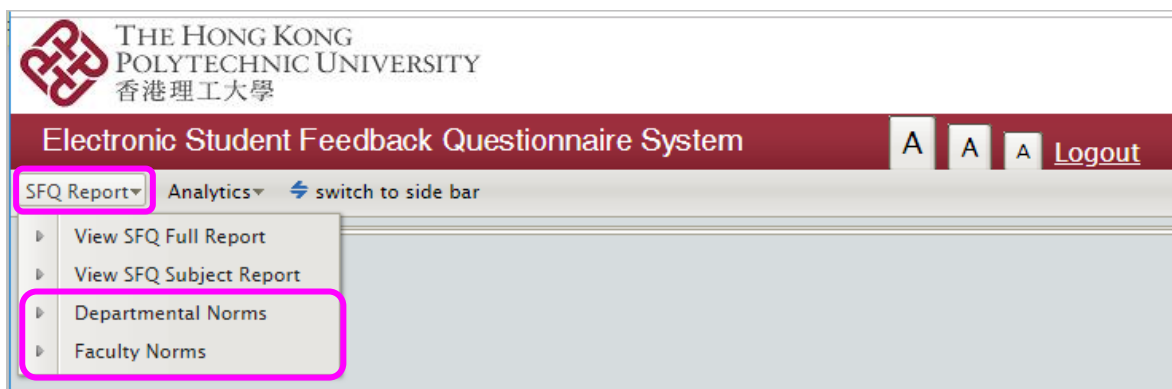 THE HONG KONG
POLYTECHNIC UNIVERSITY
香港理工大學
Electronic Student Feedback Questionnaire System
A A A Logout
SFQ Report Analytics switch to side bar
View SFQ Full Report
View SFQ Subject Report
Departmental Norms
Faculty Norms